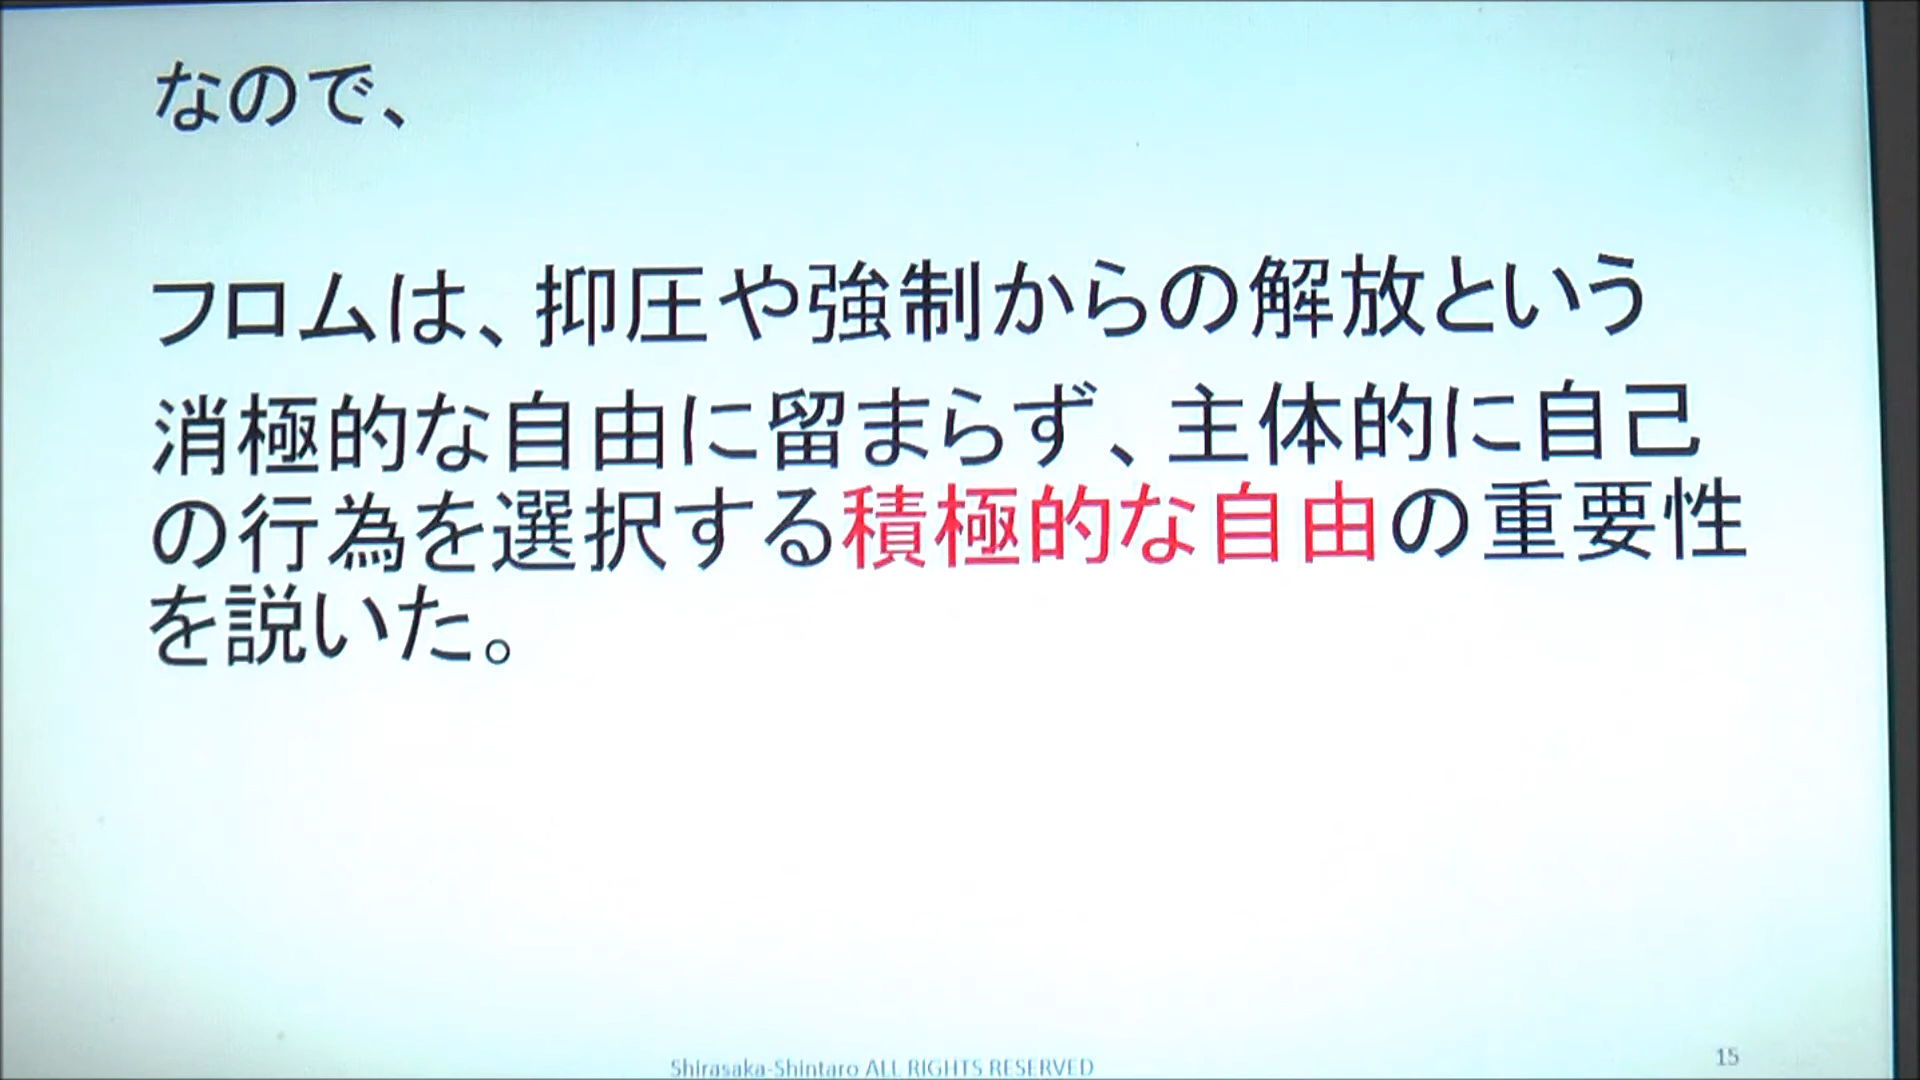 なので、
フロムは、抑圧や強制からの解放という
消極的な自由に留まらず、主体的に自己
の行為を選択する積極的な自由の重要性
を説いた。
Shirasaka-Shintaro ALL RIGHTS RESERVED
15